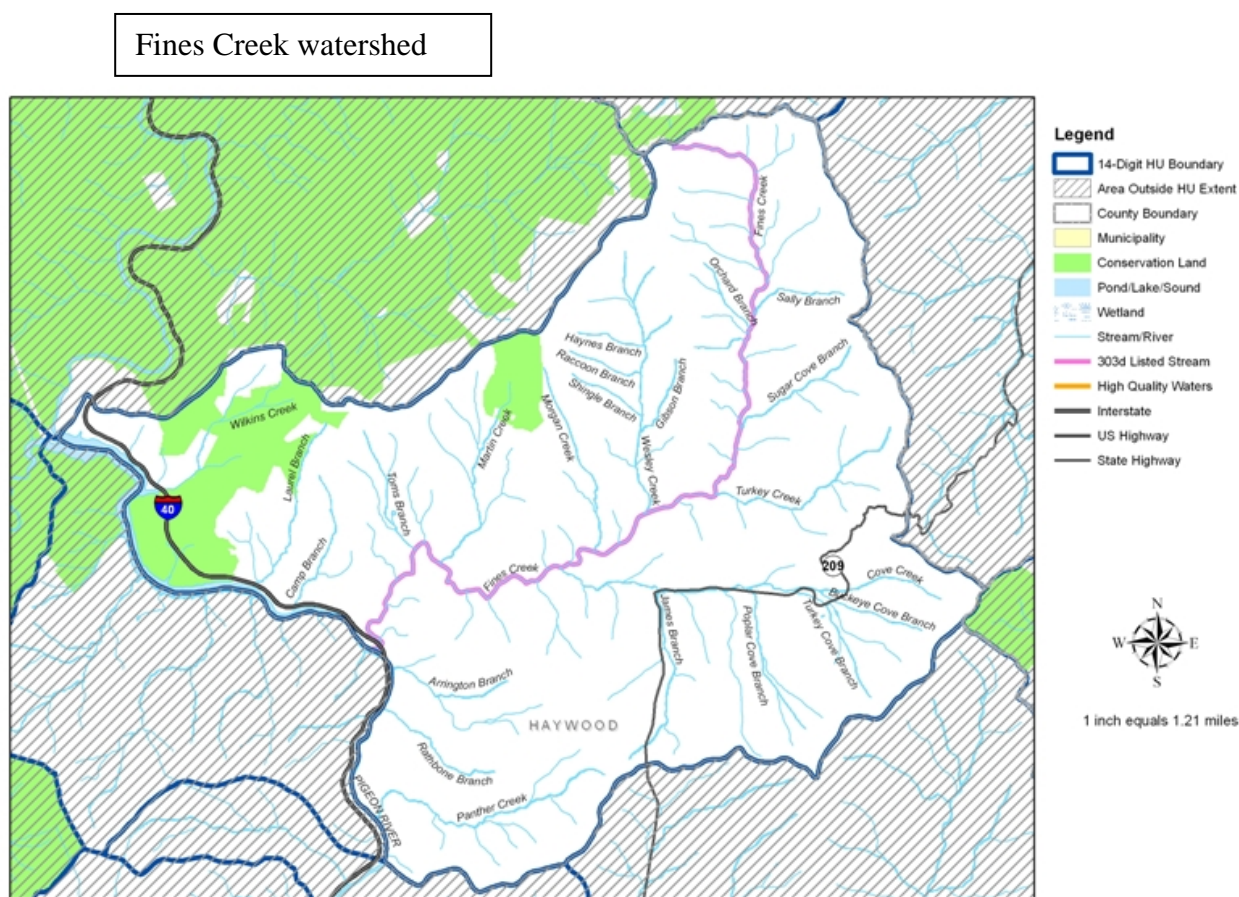 Fines Creek watershed
Legend
14-Digit HU Boundary
Area Outside HU Extent
County Boundary
Municipality
Conservation Land
Pond/Lake/Sound
Wetland
Stream/River
303d Listed Stream
High Quality Waters
Interstate
US Highway
State Highway
N
W
E
S
1 inch equals 1.21 miles
Fines Creek
Orchard Branch
Sally Branch
Haynes Branch
Raccoon Branch
Shingle Branch
Gibson Branch
Sugar Cove Branch
Wilkins Creek
Laurel Branch
Martin Creek
Morgan Creek
Wesley Creek
Toms Branch
Turkey Creek
40
Camp Branch
Fines Creek
209
Cove Creek
Buckeye Cove Branch
James Branch
Poplar Cove Branch
Turkey Cove Branch
Arrington Branch
HAYWOOD
Rathbone Branch
Panther Creek
PIGEON RIVER